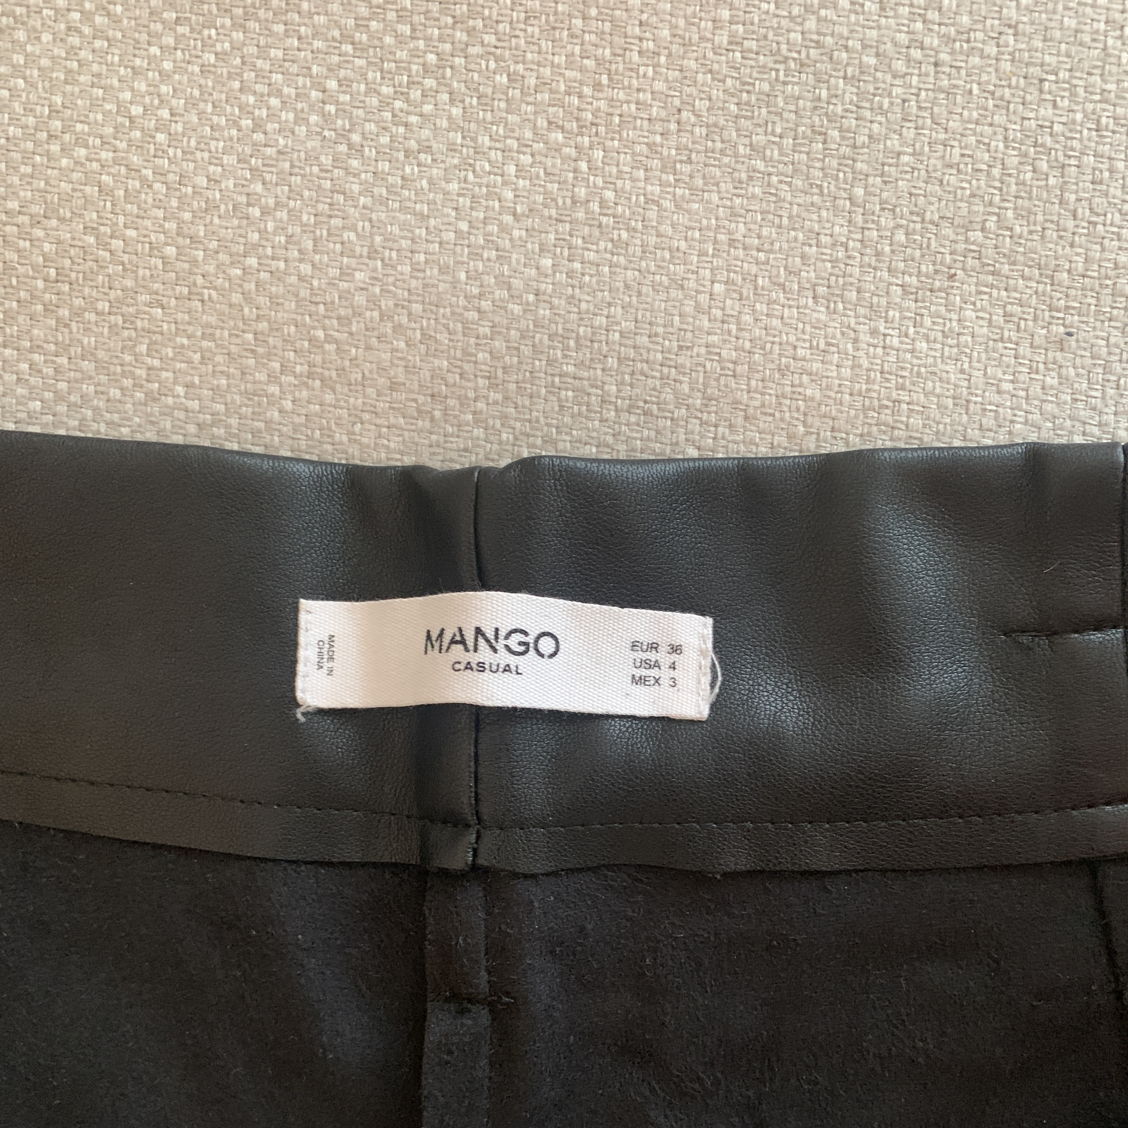 MADE IN
CHINA
MANGO
CASUAL
EUR 36
USA 4
MEX 3